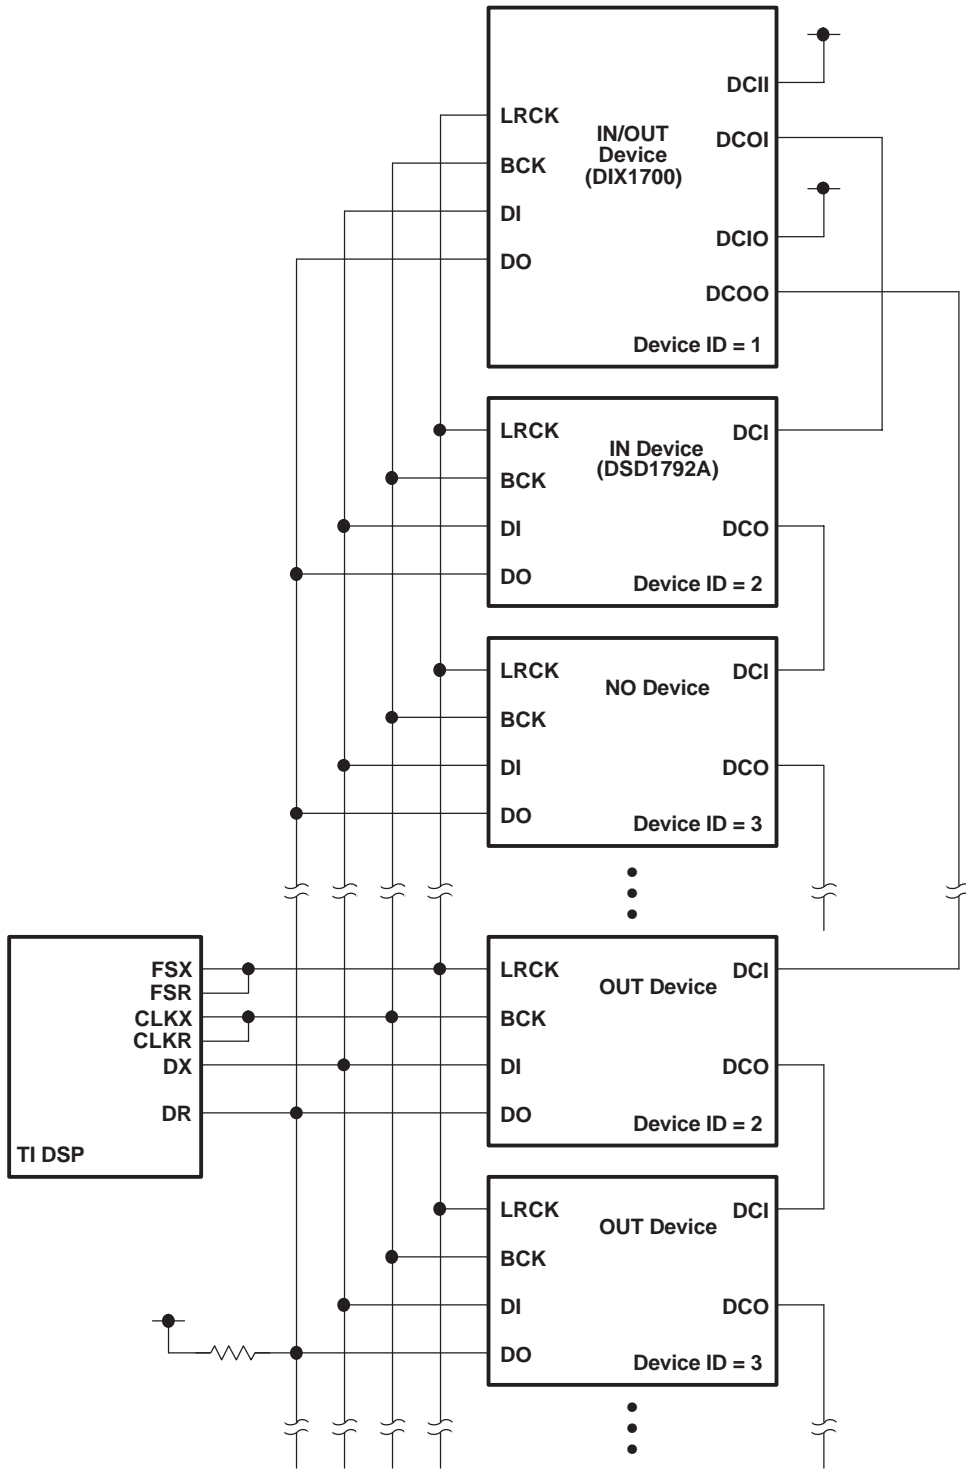 DCII
LRCK
IN/OUT
Device
(DIX1700)
DCOI
BCK
DI
DCIO
DO
DCOO
Device ID = 1
LRCK
DCI
IN Device
(DSD1792A)
BCK
DI
DCO
DO
Device ID = 2
LRCK
DCI
NO Device
BCK
DI
DCO
DO
Device ID = 3
FSX
FSR
CLKX
CLKR
DX
DR
TI DSP
LRCK
DCI
OUT Device
BCK
DI
DCO
DO
Device ID = 2
LRCK
DCI
OUT Device
BCK
DI
DCO
DO
Device ID = 3